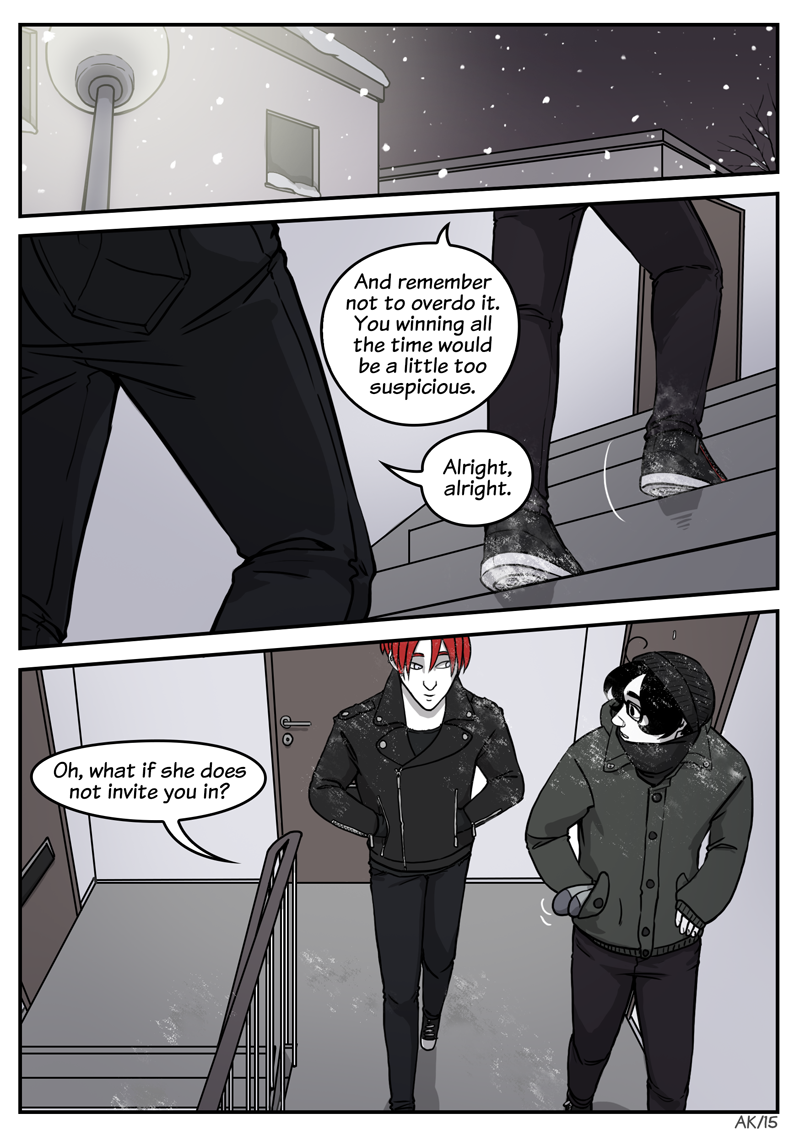 And remember
not to overdo it.
You winning all
the time would
be a little too
suspicious.
Alright,
alright.
Oh, what if she does
not invite you in?
AK/15